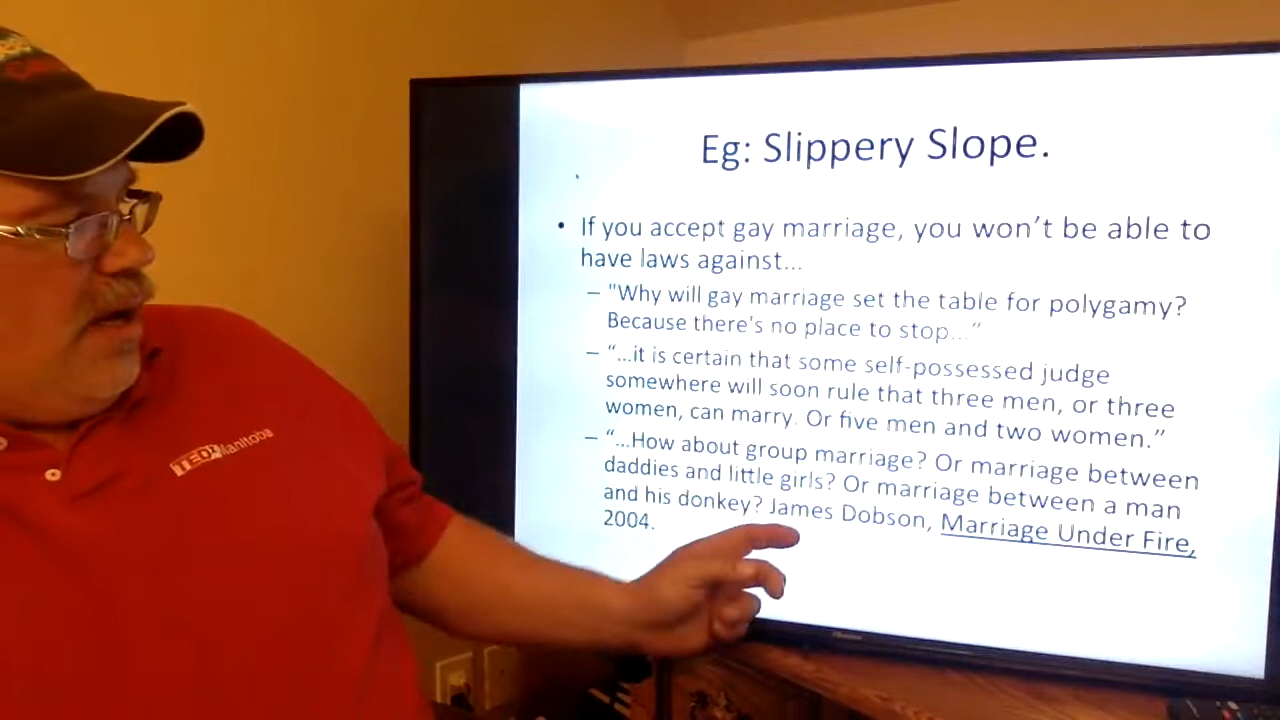 Eg: Slippery Slope.
• If you accept gay marriage, you won't be able to
have laws against...
– "Why will gay marriage set the table for polygamy?
Because there's no place to stop..."
– "...it is certain that some self-possessed judge
somewhere will soon rule that three men, or three
women, can marry. Or five men and two women."
– "...How about group marriage? Or marriage between
daddies and little girls? Or marriage between a man
and his donkey? James Dobson, Marriage Under Fire,
2004.
Manitoba